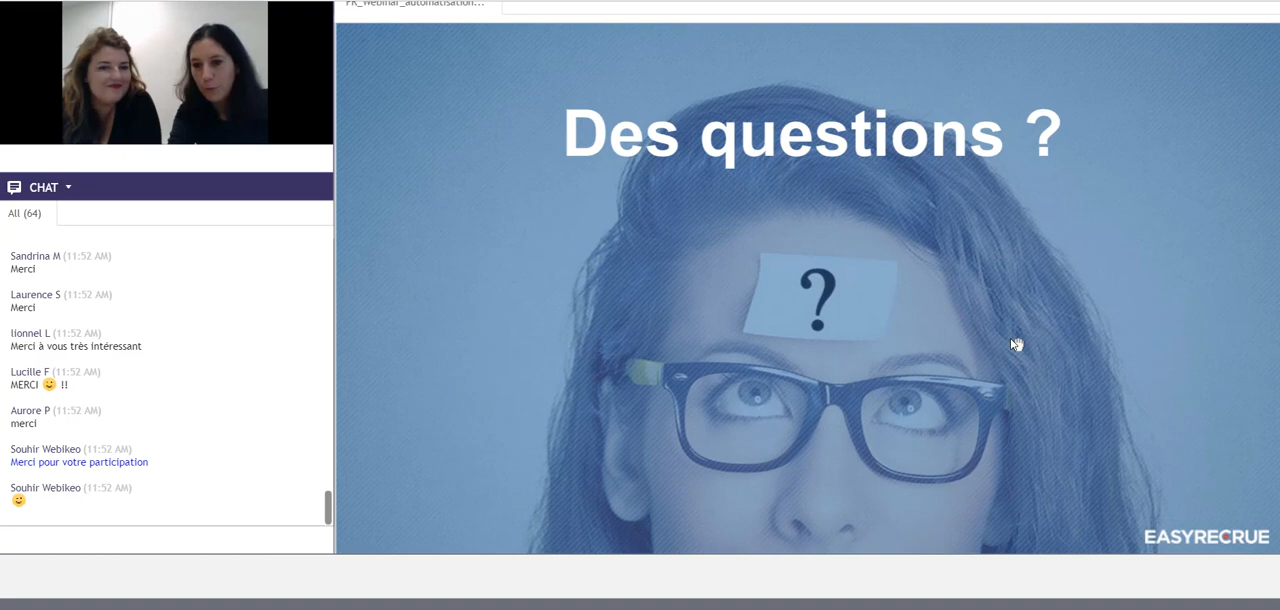 FR_Webinar_automatisation...
CHAT
All (64)
Sandrina M (11:52 AM)
Merci
Laurence S (11:52 AM)
Merci
lionnel L (11:52 AM)
Merci à vous très intéressant
Lucille F (11:52 AM)
MERCI 😉 !!
Aurore P (11:52 AM)
merci
Souhir Webikeo (11:52 AM)
Merci pour votre participation
Souhir Webikeo (11:52 AM)
😉
Des questions ?
?
EASYRECRUE